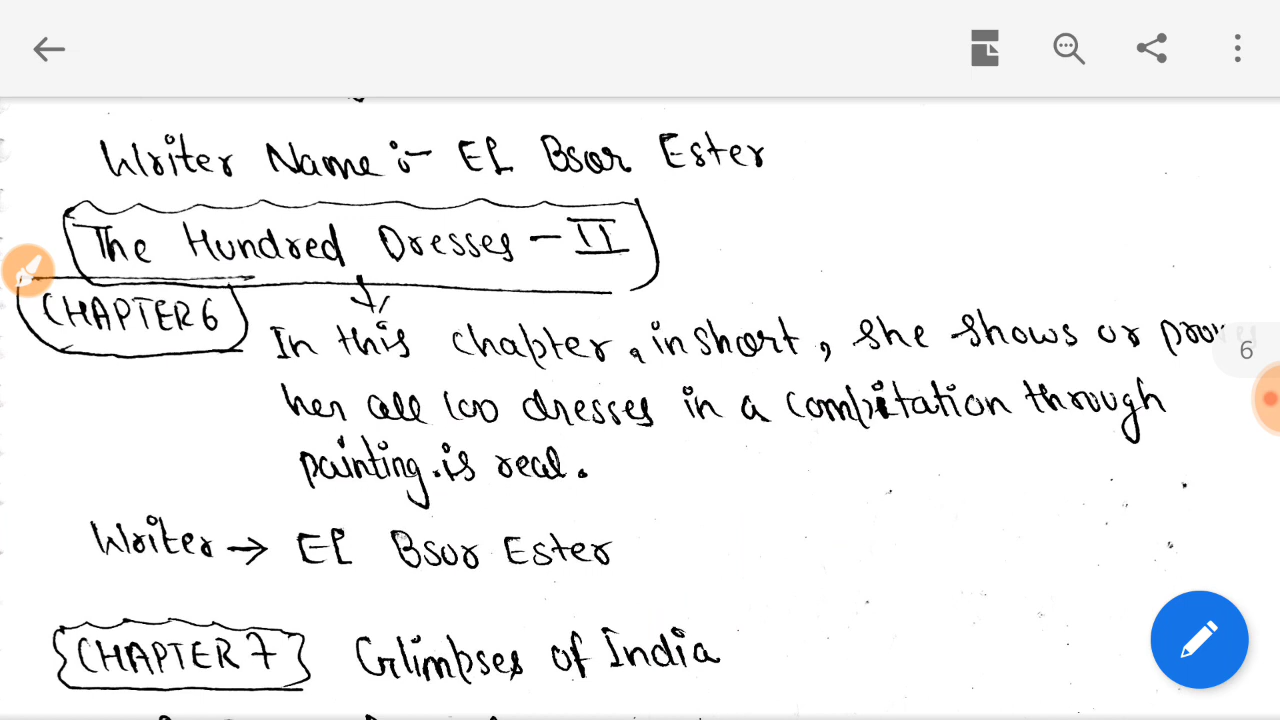 Writer Name :- El Bsor Ester
The Hundred Dresses - II
CHAPTER 6
In this chapter, in short, she shows or
6
her all 100 dresses in a compitation through
painting. is real.
Writer → El Bsor Ester
CHAPTER 7 Glimpses of India